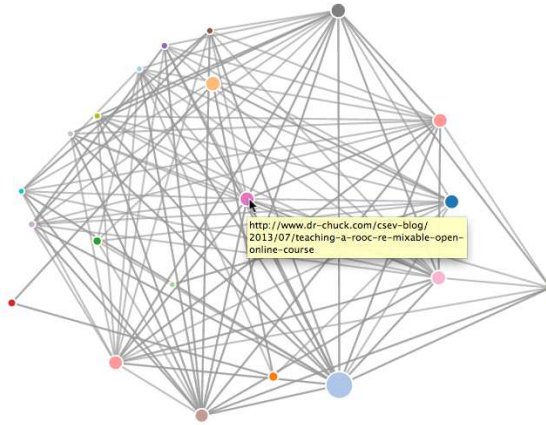 http://www.dr-chuck.com/csev-blog/
2013/07/teaching-a-rooc-re-mixable-open-
online-course